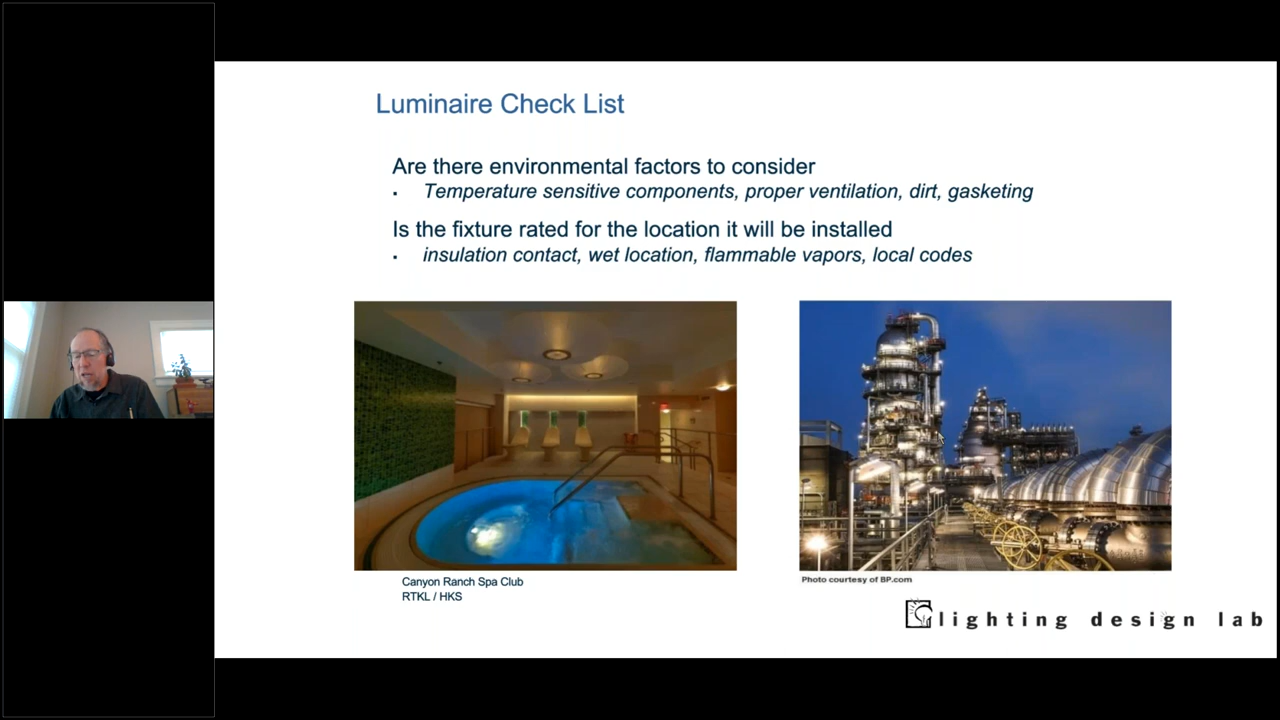 Luminaire Check List
Are there environmental factors to consider
▪ Temperature sensitive components, proper ventilation, dirt, gasketing
Is the fixture rated for the location it will be installed
▪ insulation contact, wet location, flammable vapors, local codes
Canyon Ranch Spa Club
RTKL / HKS
Photo courtesy of BP.com
lighting design lab